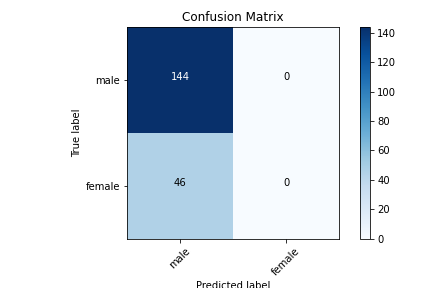 Confusion Matrix
True label
male
female
144
0
46
0
male
female
Predicted label
140
120
100
80
60
40
20
0